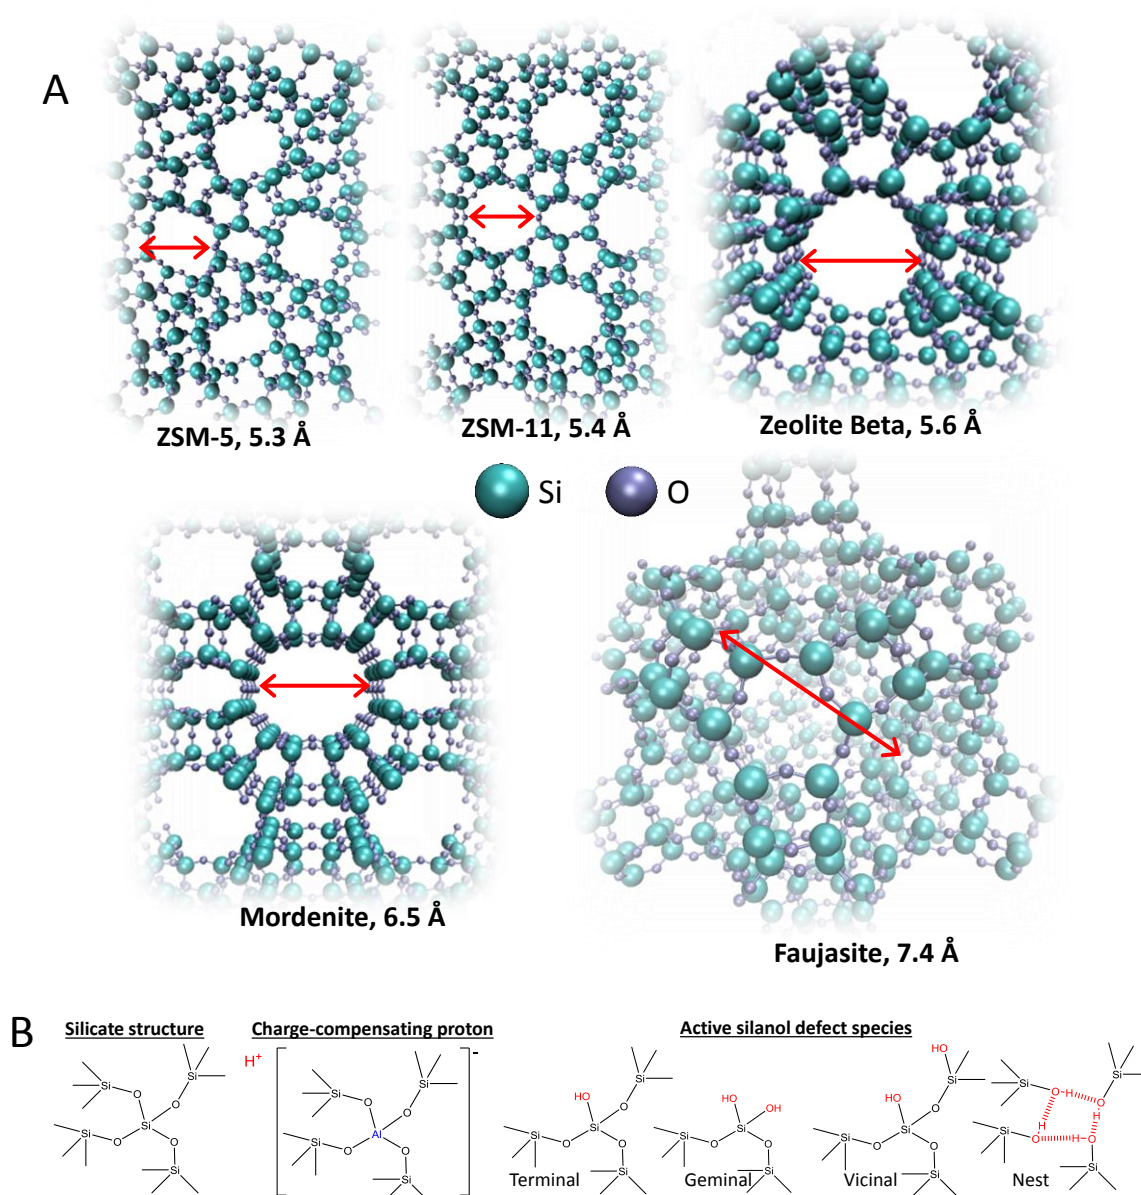 A
ZSM-5, 5.3 Å
ZSM-11, 5.4 Å
Zeolite Beta, 5.6 Å
Si
O
Mordenite, 6.5 Å
Faujasite, 7.4 Å
B
Silicate structure
Charge-compensating proton
Active silanol defect species
Si
O
O
Si
Si
O
O
Si
Si
H+
-
Si
O
O
Si
Al
O
O
Si
Si
HO
Si
O
Si
O
O
Si
Si
Terminal
HO
OH
Si
O
O
Si
Si
Geminal
HO
Si
HO
O
Si
O
O
Si
Si
Vicinal
Si
O
H
O
Si
H
H
Si
O
H
O
Si
Nest